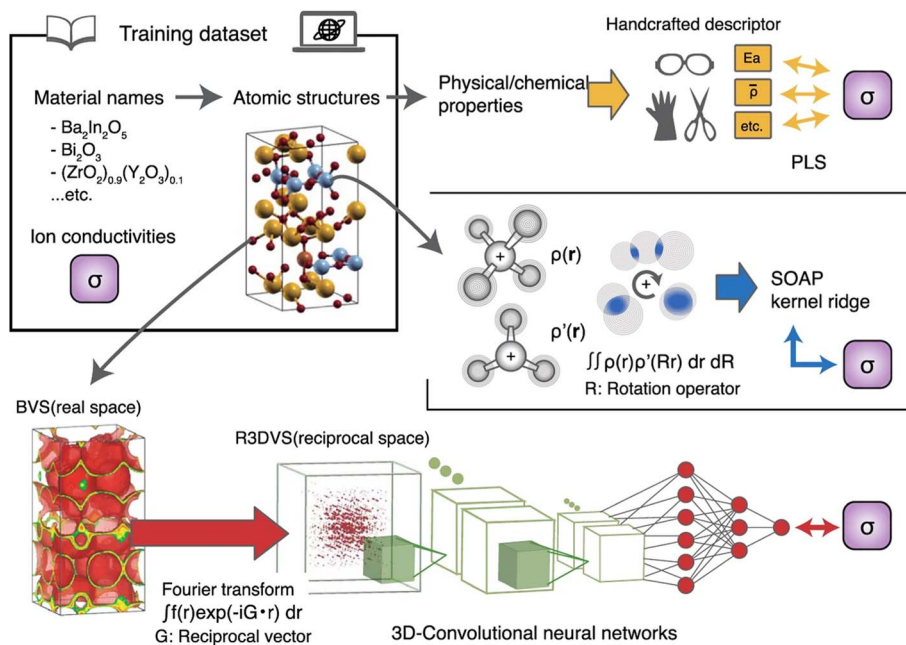 Training dataset
Material names
Atomic structures
- Ba₂In₂O₅
- Bi₂O₃
- (ZrO₂)₀.₉(Y₂O₃)₀.₁
...etc.
Ion conductivities
σ
Physical/chemical
properties
Handcrafted descriptor
Ea
ρ̄
etc.
σ
PLS
+
ρ(r)
+
ρ'(r)
+
∫∫ρ(r)ρ'(Rr) dr dR
R: Rotation operator
SOAP
kernel ridge
σ
BVS(real space)
Fourier transform
∫f(r)exp(-iG•r) dr
G: Reciprocal vector
R3DVS(reciprocal space)
3D-Convolutional neural networks
σ